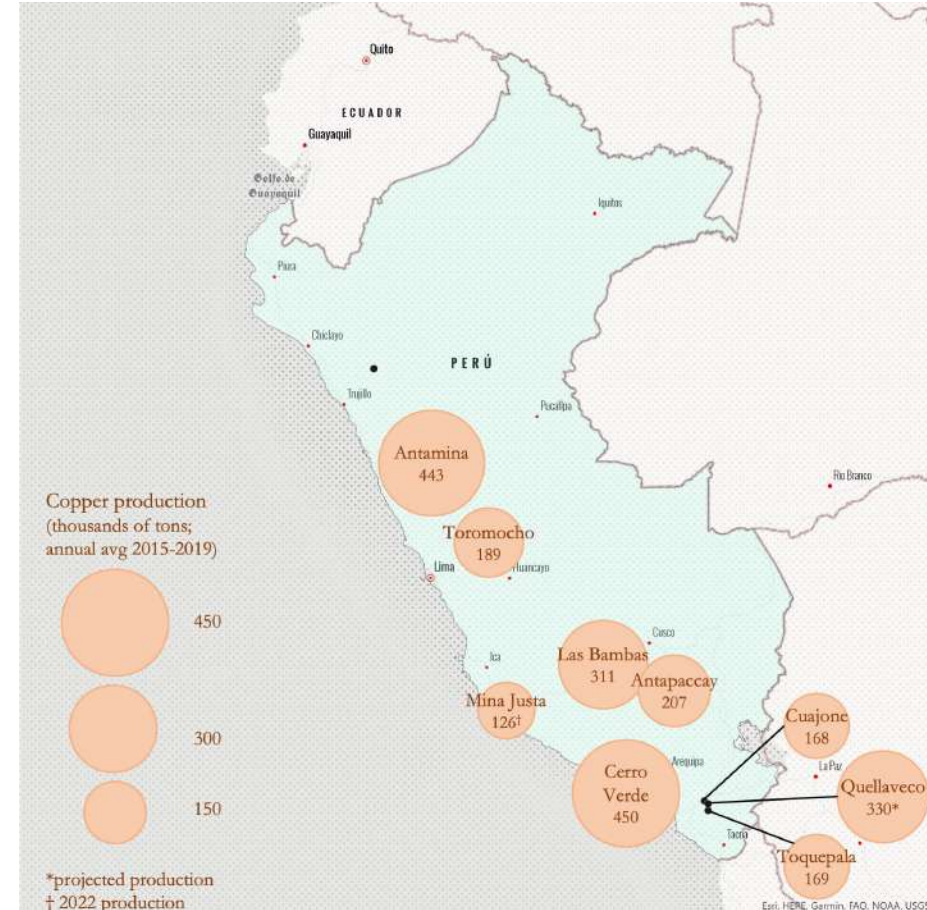 Quito
ECUADOR
Guayaquil
Golfo de
Guayaquil
Iquitos
Piura
Chiclayo
PERÚ
Trujillo
Pucallpa
Antamina
443
Rio Branco
Copper production
(thousands of tons;
annual avg 2015-2019)
Toromocho
189
Lima
Huancayo
450
Cusco
Ica
Las Bambas
311
Antapaccay
207
Mina Justa
126†
Cuajone
168
300
Arequipa
La Paz
Cerro
Verde
450
Quellaveco
330*
150
Tacna
Toquepala
169
*projected production
† 2022 production
Esri, HERE, Garmin, FAO, NOAA, USGS